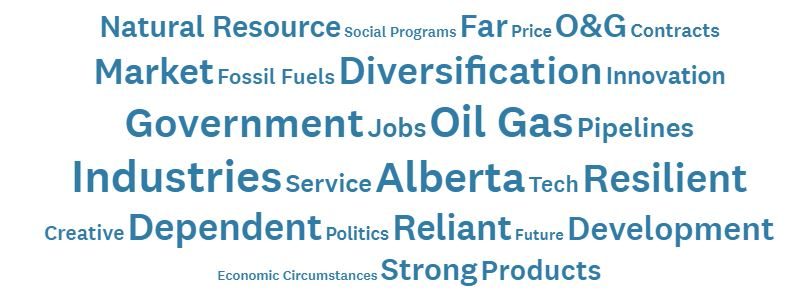 Natural Resource Social Programs Far Price O&G Contracts
Market Fossil Fuels Diversification Innovation
Government Jobs Oil Gas Pipelines
Industries Service Alberta Tech Resilient
Creative Dependent Politics Reliant Future Development
Economic Circumstances Strong Products